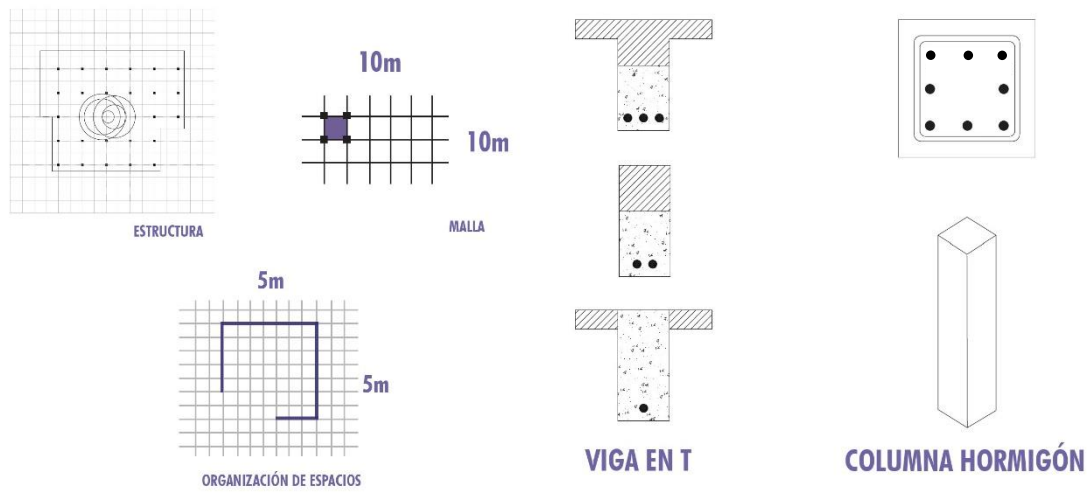 ESTRUCTURA
10m
10m
MALLA
5m
5m
ORGANIZACIÓN DE ESPACIOS
VIGA EN T
COLUMNA HORMIGÓN